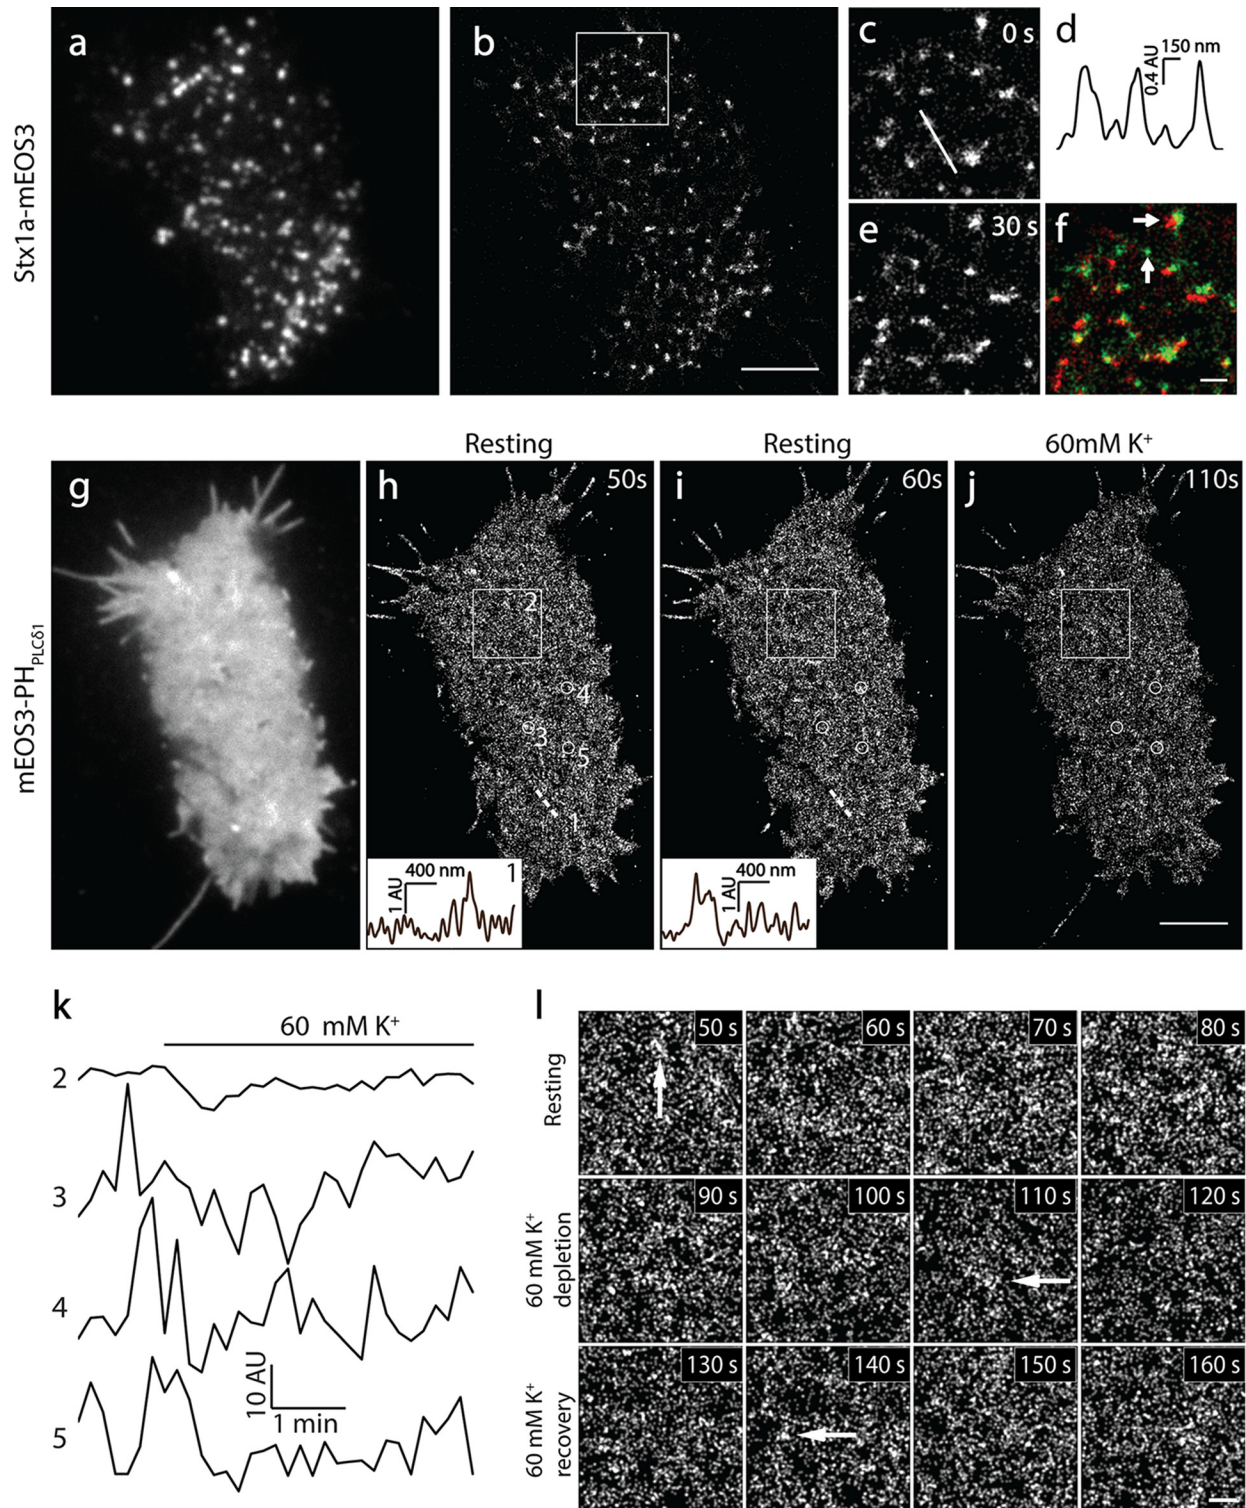 Stx1a-mEOS3
a
b
c
0 s
d
0.4 AU
150 nm
e
30 s
f
Resting
Resting
60mM K⁺
mEOS3-PH_PLCδ1
g
h
50s
2
4
3
5
1
1 AU
400 nm
1
i
60s
1 AU
400 nm
j
110s
k
60 mM K⁺
2
3
4
5
10 AU
1 min
l
Resting
50 s
60 s
70 s
80 s
60 mM K⁺
depletion
90 s
100 s
110 s
120 s
60 mM K⁺
recovery
130 s
140 s
150 s
160 s